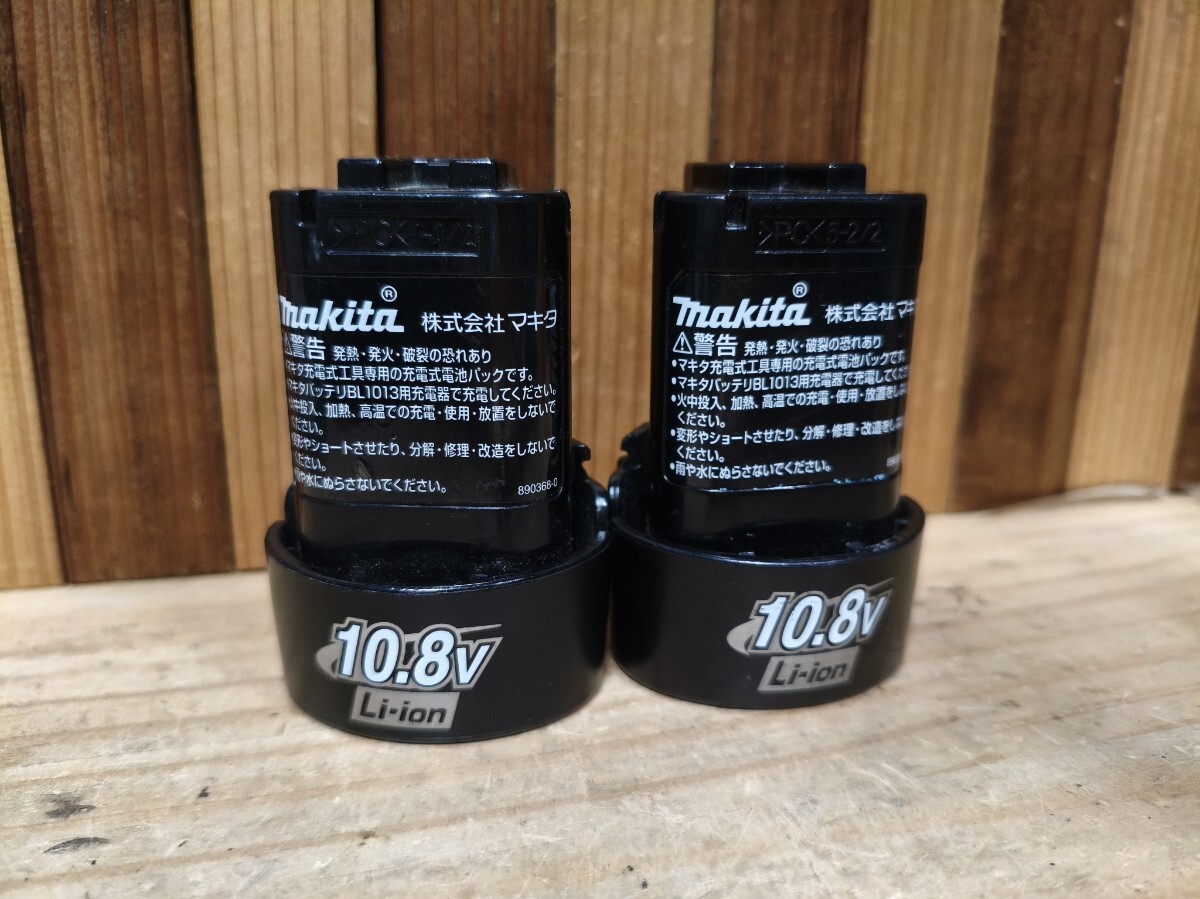 makita® 株式会社マキタ
⚠警告 発熱・発火・破裂の恐れあり
・マキタ充電式工具専用の充電式電池パックです。
・マキタバッテリBL1013用充電器で充電してください。
・火中投入、加熱、高温での充電・使用・放置をしないで
ください。
・変形やショートさせたり、分解・修理・改造をしないで
ください。
・雨や水にぬらさないでください。
890368-0
10.8v
Li-ion
>PC<5-2/2
makita® 株式会社マキ
⚠警告 発熱・発火・破裂の恐れあり
・マキタ充電式工具専用の充電式電池パックです。
・マキタバッテリBL1013用充電器で充電してくださ
・火中投入、加熱、高温での充電・使用・放置をしな
ください。
・変形やショートさせたり、分解・修理・改造をしな
ください。
・雨や水にぬらさないでください。
10.8v
Li-ion